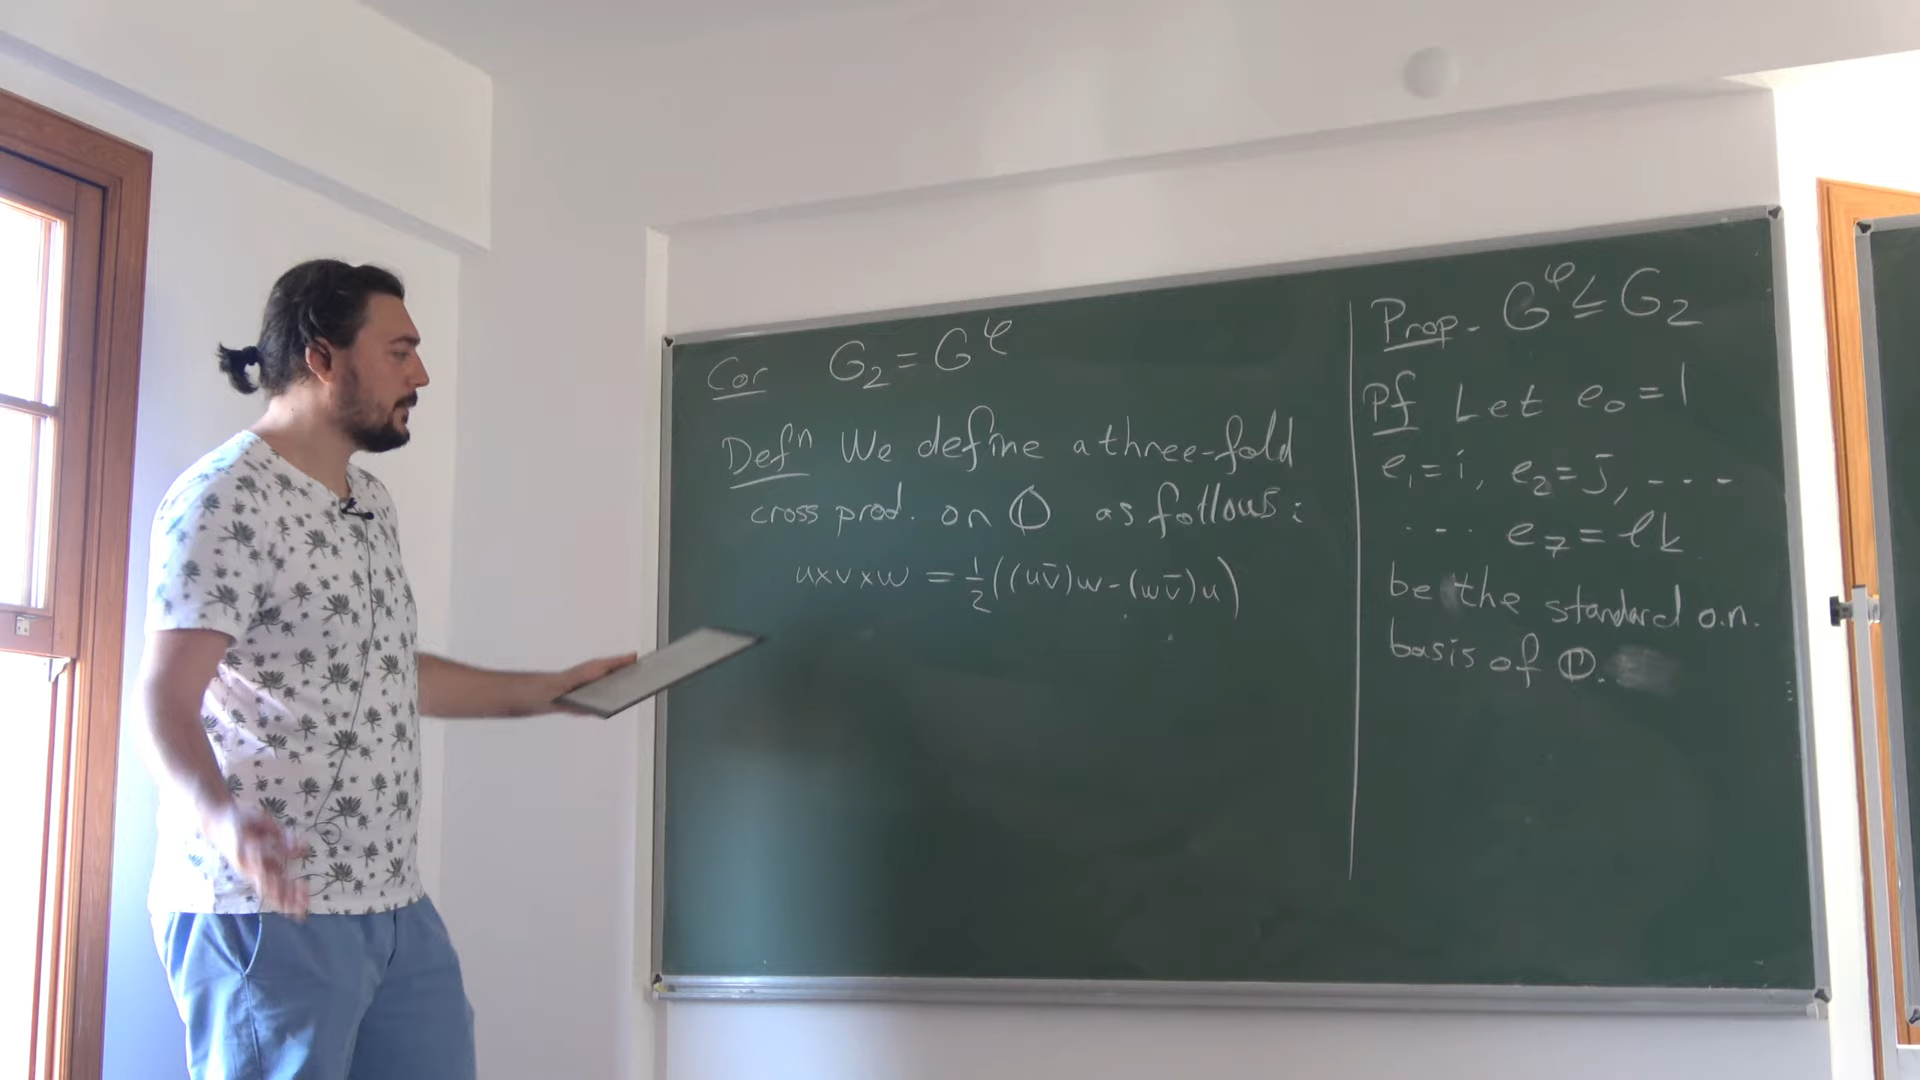 Cor G₂ = G^φ
Defⁿ We define a three-fold
cross prod. on 𝕆 as follows:
u×v×w = ½((uv̄)w-(wv̄)u)
Prop. G^φ ≤ G₂
Pf Let e₀ = 1
e₁ = i, e₂ = j, ---
--- e₇ = ℓk
be the standard o.n.
basis of 𝕆.